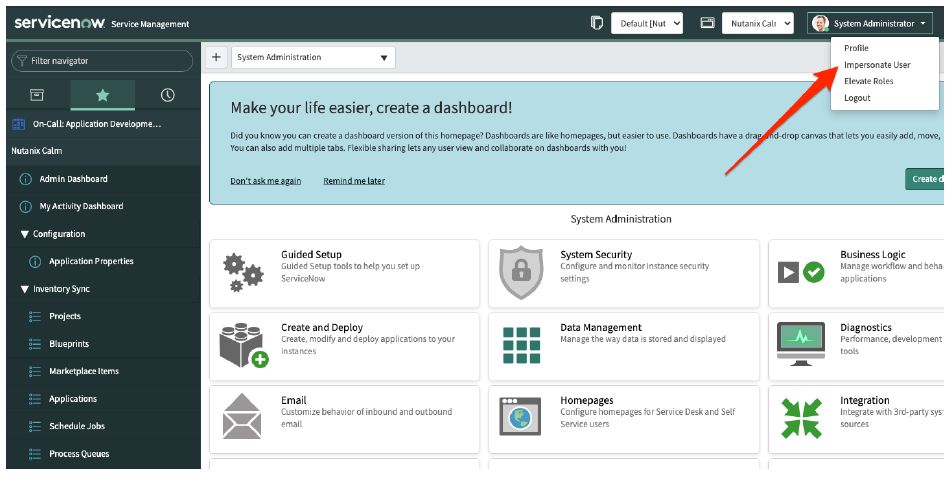 servicenow Service Management
Default [Nut
Nutanix Calm
System Administrator
Profile
Impersonate User
Elevate Roles
Logout
Filter navigator
System Administration
On-Call: Application Developme...
Nutanix Calm
Admin Dashboard
My Activity Dashboard
Configuration
Application Properties
Inventory Sync
Projects
Blueprints
Marketplace Items
Applications
Schedule Jobs
Process Queues
Make your life easier, create a dashboard!
Did you know you can create a dashboard version of this homepage? Dashboards are like homepages, but easier to use. Dashboards have a drag-and-drop canvas that lets you easily add, move,
You can also add multiple tabs. Flexible sharing lets any user view and collaborate on dashboards with you!
Don't ask me again
Remind me later
Create d
System Administration
Guided Setup
Guided Setup tools to help you set up
ServiceNow
System Security
Configure and monitor instance security
settings
Business Logic
Manage workflow and beha
applications
Create and Deploy
Create, modify and deploy applications to your
instances
Data Management
Manage the way data is stored and displayed
Diagnostics
Performance, development
tools
Email
Customize behavior of inbound and outbound
email
Homepages
Configure homepages for Service Desk and Self
Service users
Integration
Integrate with 3rd-party sys
sources